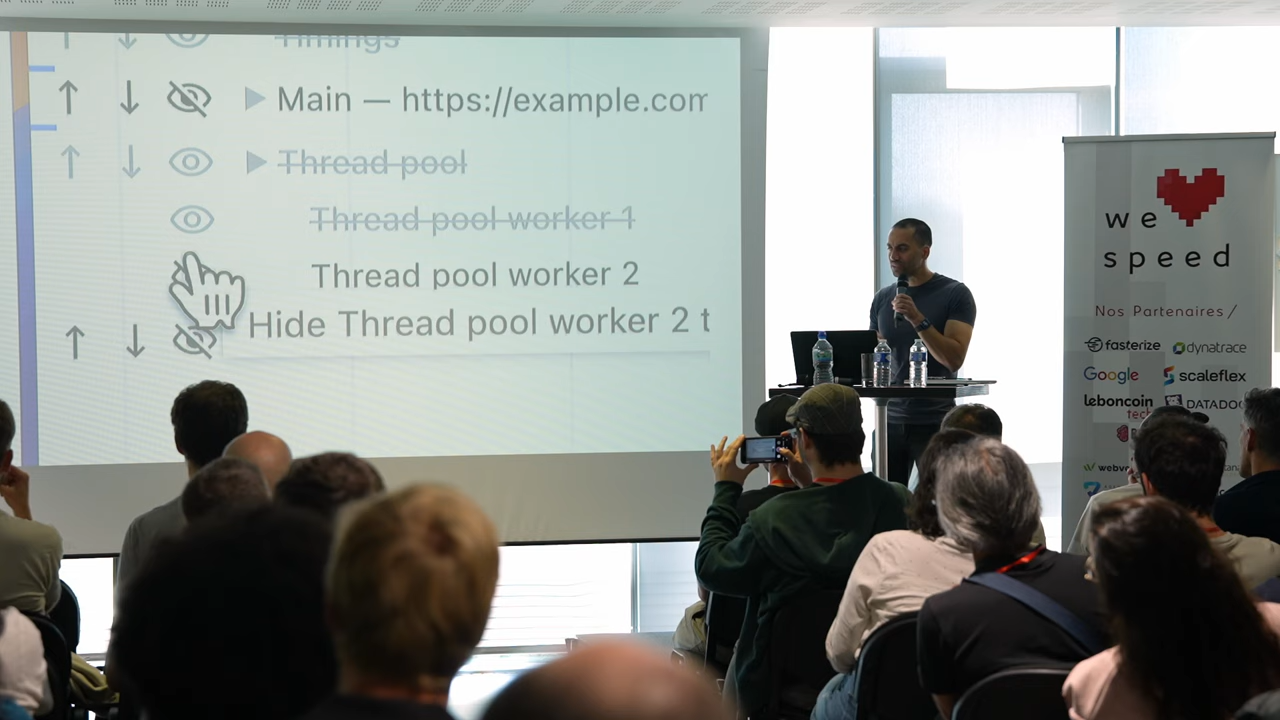 Timings
Main — https://example.com
Thread pool
Thread pool worker 1
Thread pool worker 2
Hide Thread pool worker 2 t
we
speed
Nos Partenaires /
fasterize
dynatrace
Google
scaleflex
leboncoin
tech
DATADOG